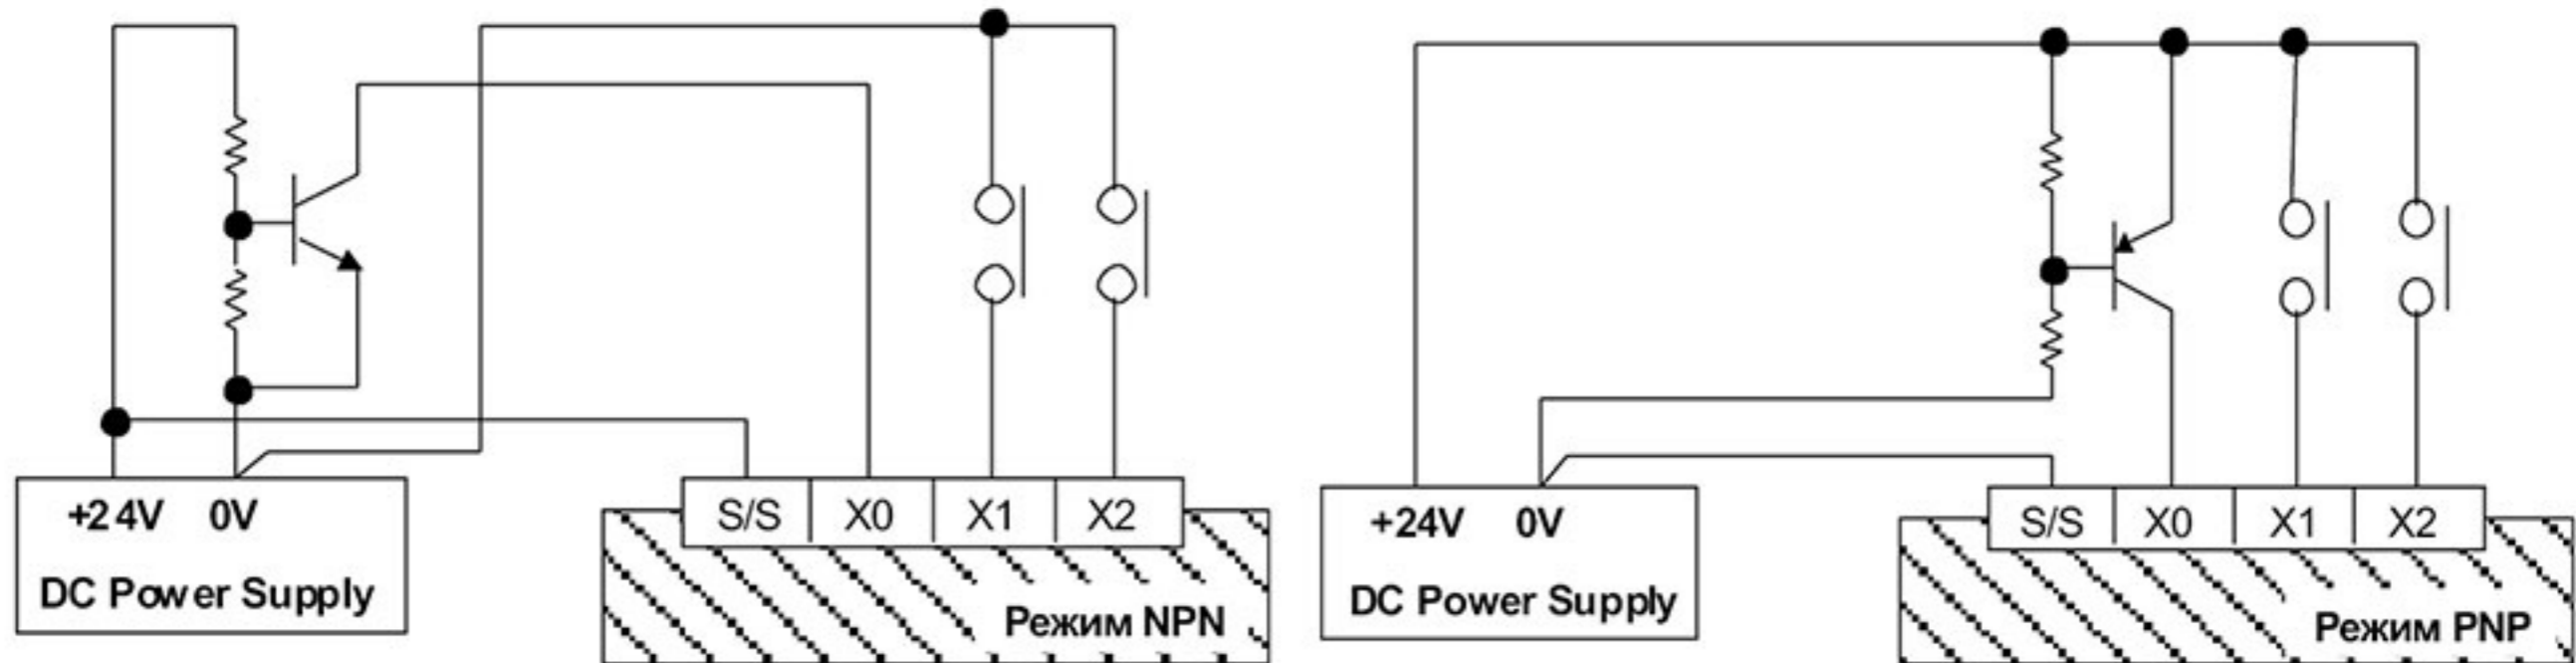 +24V 0V
DC Power Supply
S/S X0 X1 X2
Режим NPN
+24V 0V
DC Power Supply
S/S X0 X1 X2
Режим PNP